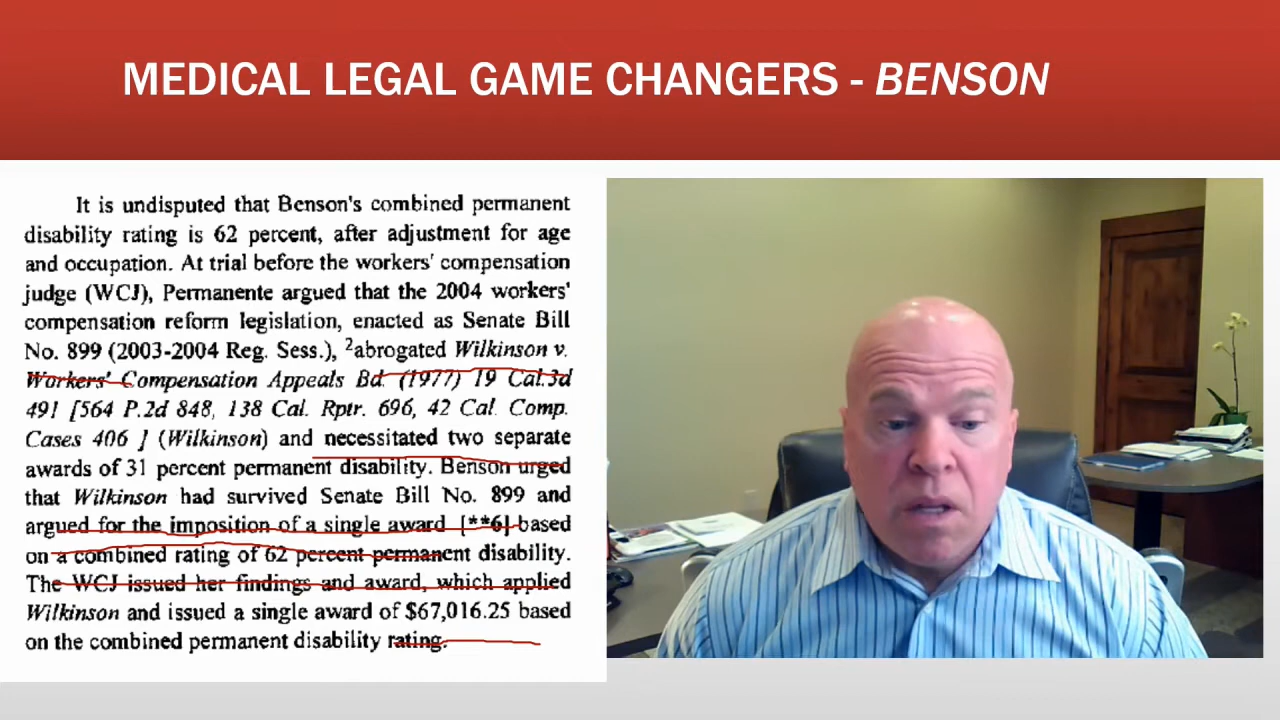 MEDICAL LEGAL GAME CHANGERS - BENSON
It is undisputed that Benson's combined permanent
disability rating is 62 percent, after adjustment for age
and occupation. At trial before the workers' compensation
judge (WCJ), Permanente argued that the 2004 workers'
compensation reform legislation, enacted as Senate Bill
No. 899 (2003-2004 Reg. Sess.), ²abrogated Wilkinson v.
Workers' Compensation Appeals Bd. (1977) 19 Cal.3d
491 [564 P.2d 848, 138 Cal. Rptr. 696, 42 Cal. Comp.
Cases 406 ] (Wilkinson) and necessitated two separate
awards of 31 percent permanent disability. Benson urged
that Wilkinson had survived Senate Bill No. 899 and
argued for the imposition of a single award [**6] based
on a combined rating of 62 percent permanent disability.
The WCJ issued her findings and award, which applied
Wilkinson and issued a single award of $67,016.25 based
on the combined permanent disability rating.